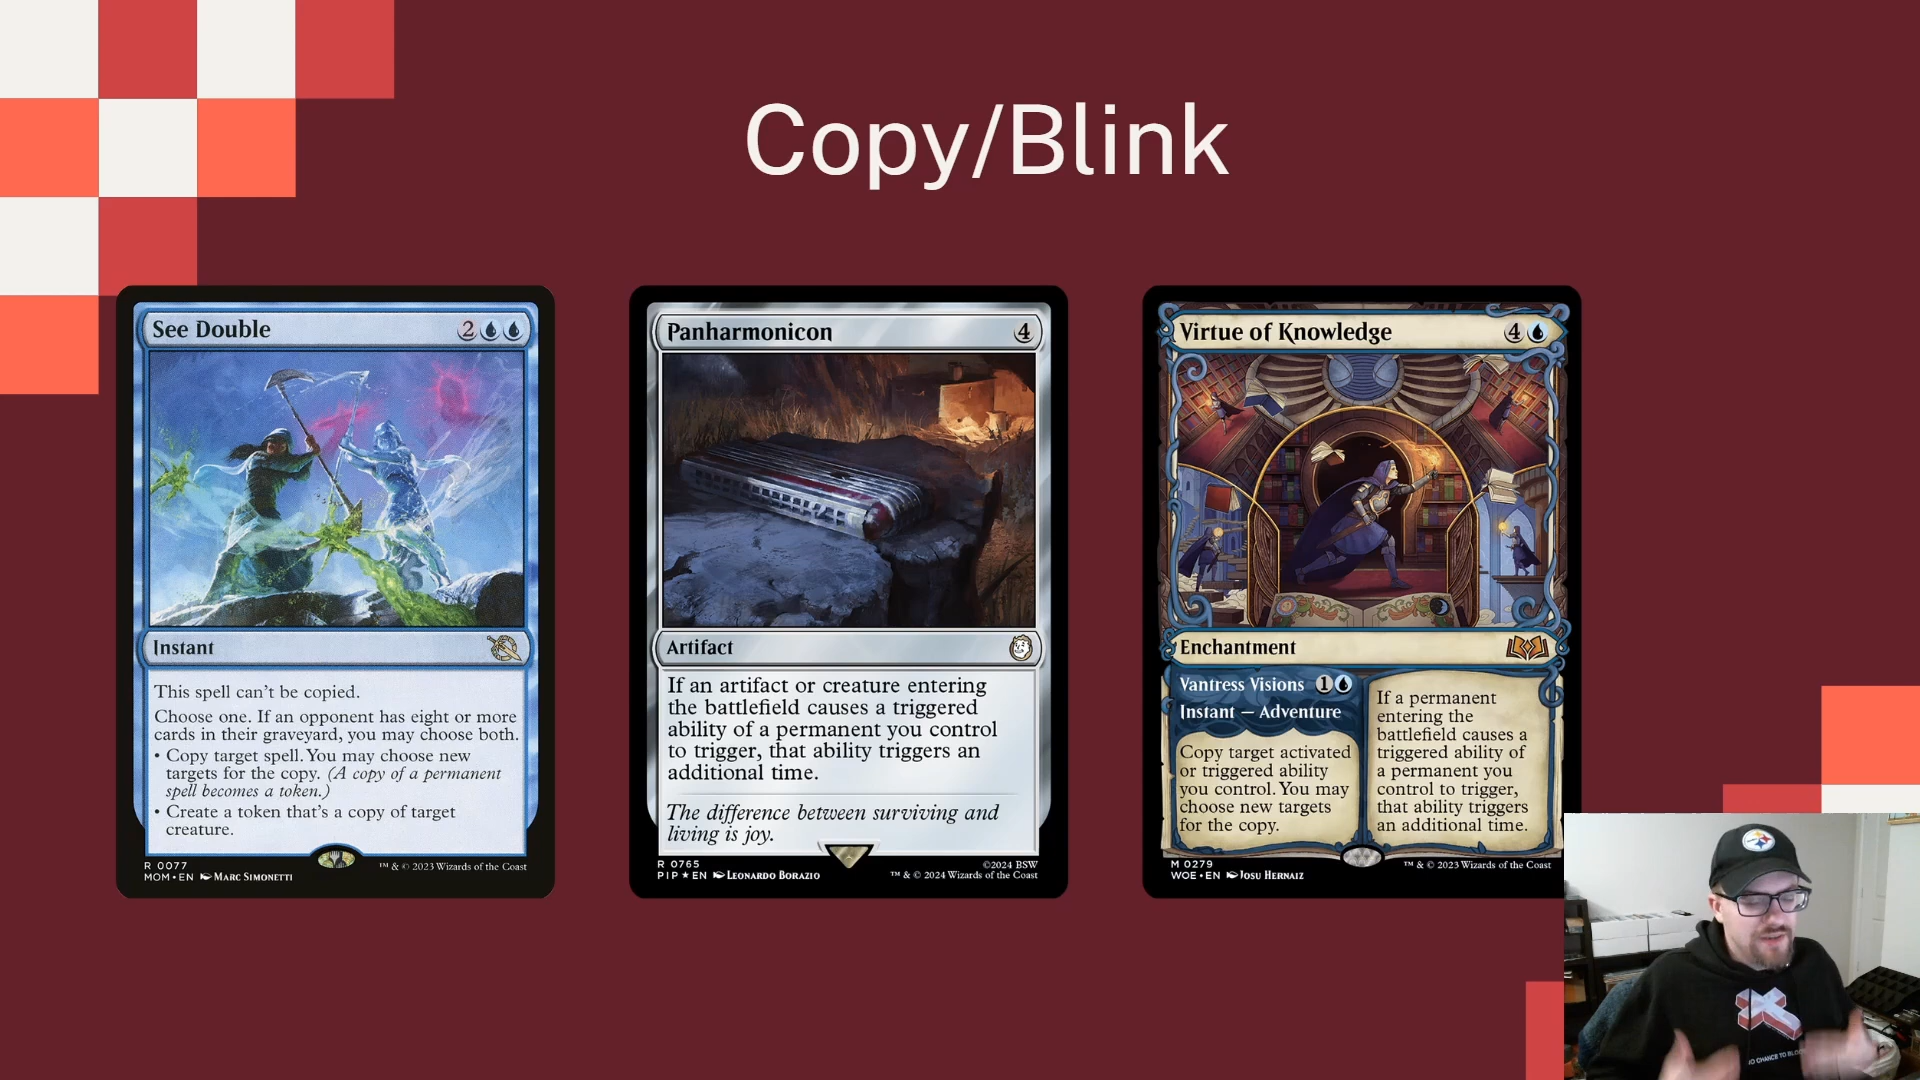 Copy/Blink
See Double 2
Instant
This spell can't be copied.
Choose one. If an opponent has eight or more
cards in their graveyard, you may choose both.
• Copy target spell. You may choose new
targets for the copy. (A copy of a permanent
spell becomes a token.)
• Create a token that's a copy of target
creature.
R 0077
MOM • EN MARC SIMONETTI
™ & © 2023 Wizards of the Coast
Panharmonicon 4
Artifact
If an artifact or creature entering
the battlefield causes a triggered
ability of a permanent you control
to trigger, that ability triggers an
additional time.
The difference between surviving and
living is joy.
R 0765
PIP ★ EN LEONARDO BORAZIO
©2024 BSW
™ & © 2024 Wizards of the Coast
Virtue of Knowledge 4
Enchantment
Vantress Visions 1
Instant — Adventure
Copy target activated
or triggered ability
you control. You may
choose new targets
for the copy.
If a permanent
entering the
battlefield causes a
triggered ability of
a permanent you
control to trigger,
that ability triggers
an additional time.
M 0279
WOE • EN JOSU HERNAIZ
™ & © 2023 Wizards of the Coast
CHANCE TO